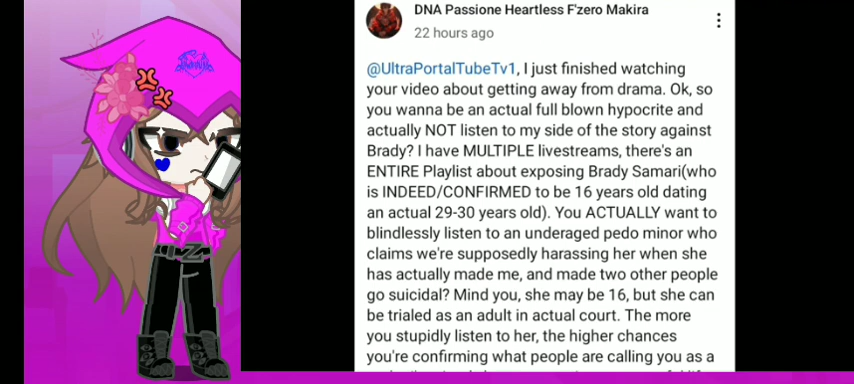 DNA Passione Heartless F'zero Makira
22 hours ago
@UltraPortalTubeTv1, I just finished watching
your video about getting away from drama. Ok, so
you wanna be an actual full blown hypocrite and
actually NOT listen to my side of the story against
Brady? I have MULTIPLE livestreams, there's an
ENTIRE Playlist about exposing Brady Samari(who
is INDEED/CONFIRMED to be 16 years old dating
an actual 29-30 years old). You ACTUALLY want to
blindlessly listen to an underaged pedo minor who
claims we're supposedly harassing her when she
has actually made me, and made two other people
go suicidal? Mind you, she may be 16, but she can
be trialed as an adult in actual court. The more
you stupidly listen to her, the higher chances
you're confirming what people are calling you as a